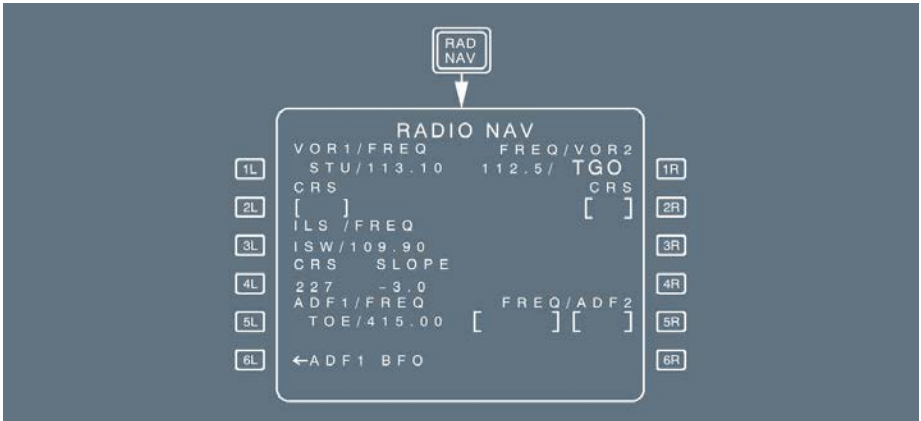 RAD
NAV
RADIO NAV
VOR1/FREQ FREQ/VOR2
1L STU/113.10 112.5/ TGO 1R
CRS CRS
2L [ ] [ ] 2R
ILS /FREQ
3L ISW/109.90 3R
CRS SLOPE
4L 227 -3.0 4R
ADF1/FREQ FREQ/ADF2
5L TOE/415.00 [ ][ ] 5R
6L ←ADF1 BFO 6R